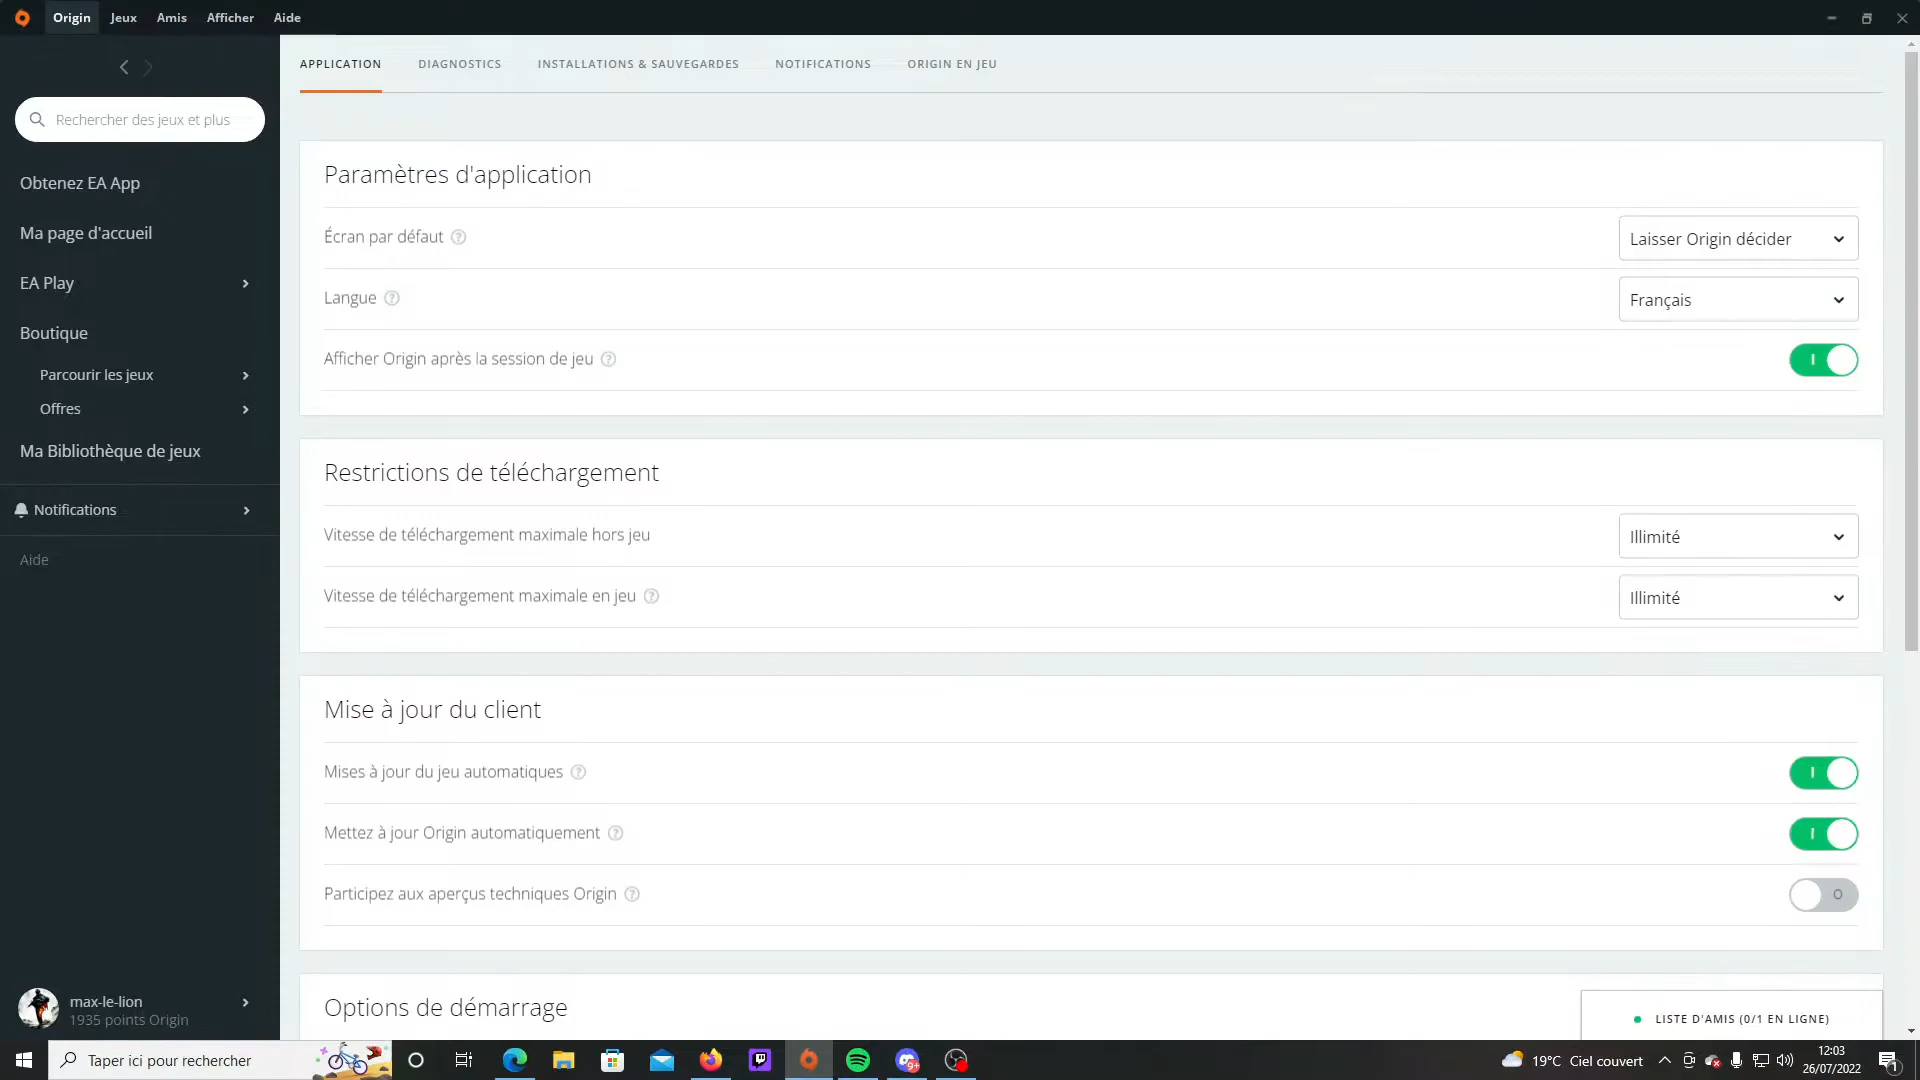 Origin
Jeux
Amis
Afficher
Aide
Rechercher des jeux et plus
Obtenez EA App
Ma page d'accueil
EA Play
Boutique
Parcourir les jeux
Offres
Ma Bibliothèque de jeux
Notifications
Aide
max-le-lion
1935 points Origin
APPLICATION
DIAGNOSTICS
INSTALLATIONS & SAUVEGARDES
NOTIFICATIONS
ORIGIN EN JEU
Paramètres d'application
Écran par défaut ?
Laisser Origin décider
Langue ?
Français
Afficher Origin après la session de jeu ?
Restrictions de téléchargement
Vitesse de téléchargement maximale hors jeu
Illimité
Vitesse de téléchargement maximale en jeu ?
Illimité
Mise à jour du client
Mises à jour du jeu automatiques ?
Mettez à jour Origin automatiquement ?
Participez aux aperçus techniques Origin ?
Options de démarrage
LISTE D'AMIS (0/1 EN LIGNE)
Taper ici pour rechercher
9+
19°C Ciel couvert
12:03
26/07/2022
1